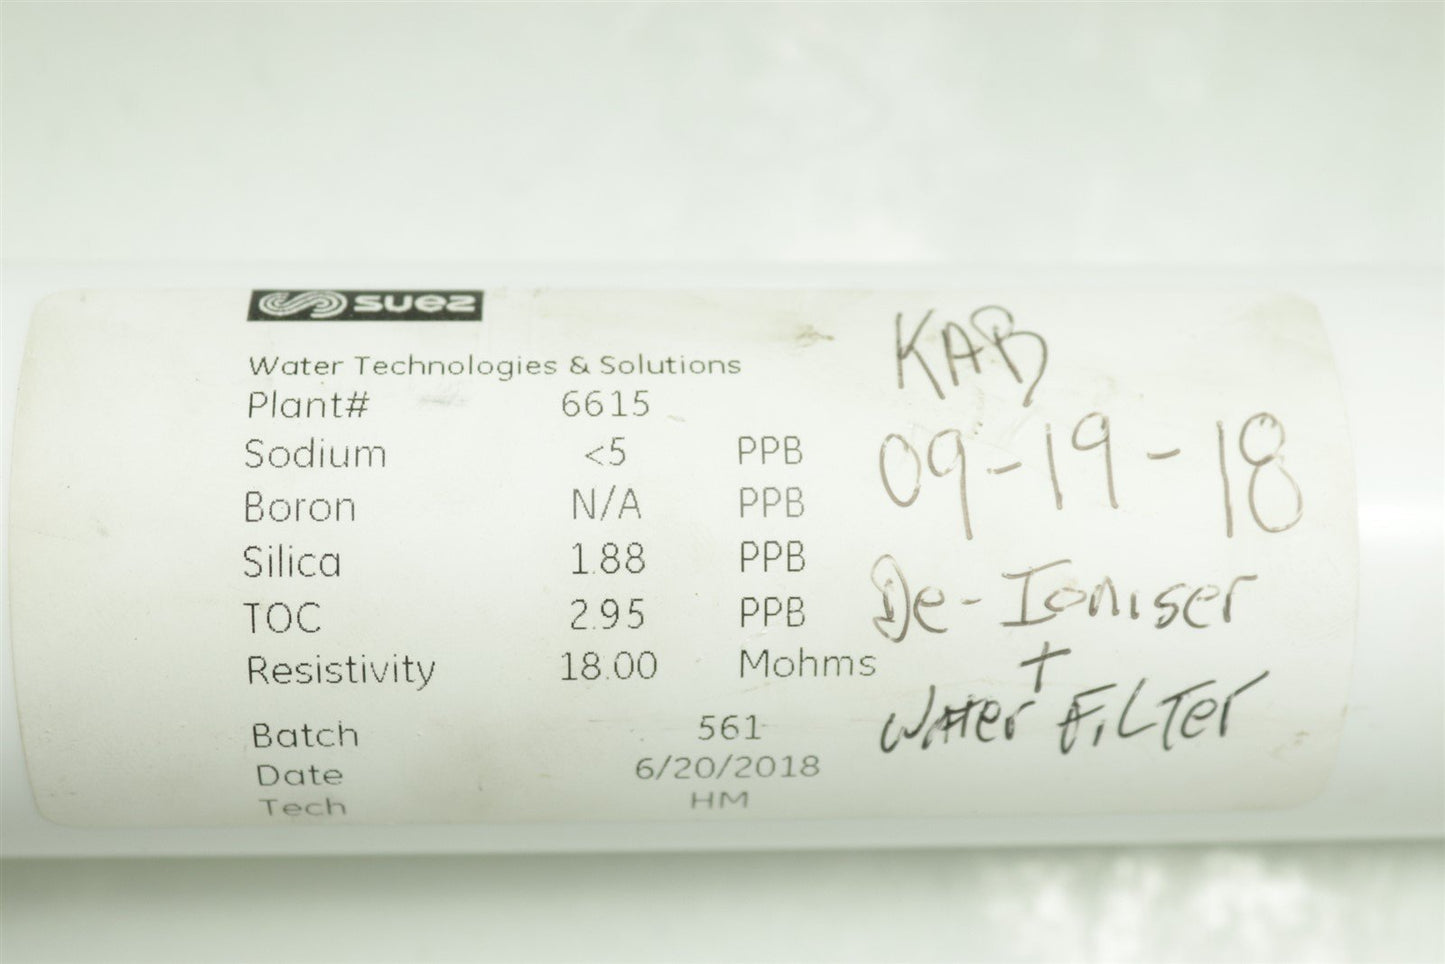 suez
Water Technologies & Solutions
Plant# 6615
Sodium <5 PPB
Boron N/A PPB
Silica 1.88 PPB
TOC 2.95 PPB
Resistivity 18.00 Mohms
Batch 561
Date 6/20/2018
Tech HM
KAB
09-19-18
De-Ioniser
+
Water FiLTer